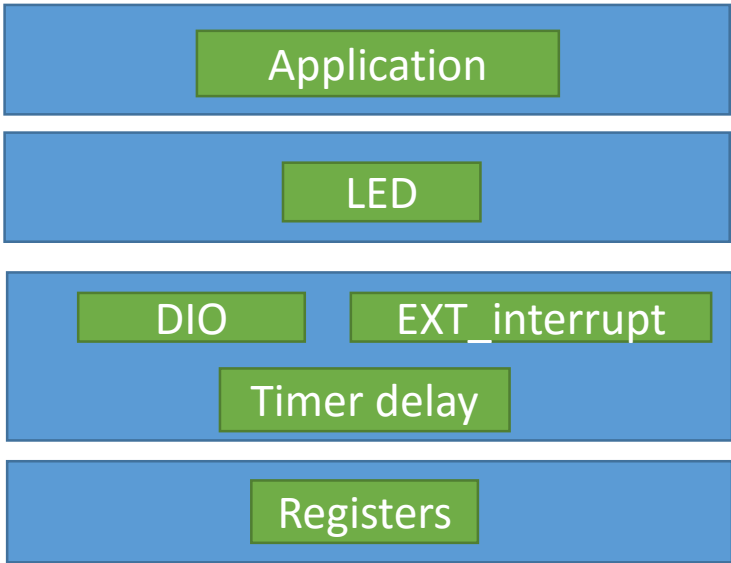 Application
LED
DIO
EXT_interrupt
Timer delay
Registers